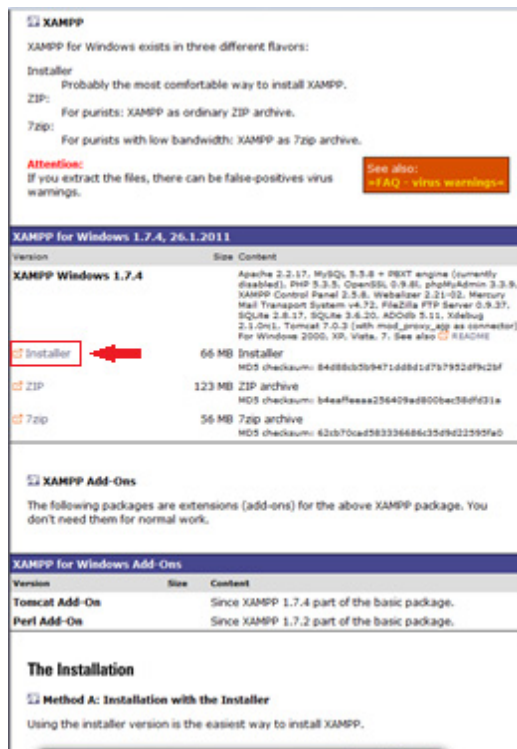 XAMPP
XAMPP for Windows exists in three different flavors:
Installer
Probably the most comfortable way to install XAMPP.
ZIP:
For purists: XAMPP as ordinary ZIP archive.
7zip:
For purists with low bandwidth: XAMPP as 7zip archive.
Attention:
If you extract the files, there can be false-positives virus
warnings.
See also:
»FAQ - virus warnings«
XAMPP for Windows 1.7.4, 26.1.2011
Version Size Content
XAMPP Windows 1.7.4 Apache 2.2.17, MySQL 5.5.8 + PBXT engine (currently
disabled), PHP 5.3.5, OpenSSL 0.9.8l, phpMyAdmin 3.3.9,
XAMPP Control Panel 2.5.8, Webalizer 2.21-02, Mercury
Mail Transport System v4.72, FileZilla FTP Server 0.9.37,
SQLite 2.8.17, SQLite 3.6.20, ADOdb 5.11, Xdebug
2.1.0rc1, Tomcat 7.0.3 (with mod_proxy_ajp as connector)
For Windows 2000, XP, Vista, 7. See also README
Installer 66 MB Installer
MD5 checksum:
ZIP 123 MB ZIP archive
MD5 checksum:
7zip 56 MB 7zip archive
MD5 checksum:
XAMPP Add-Ons
The following packages are extensions (add-ons) for the above XAMPP package. You
don't need them for normal work.
XAMPP for Windows Add-Ons
Version Size Content
Tomcat Add-On Since XAMPP 1.7.4 part of the basic package.
Perl Add-On Since XAMPP 1.7.2 part of the basic package.
The Installation
Method A: Installation with the Installer
Using the installer version is the easiest way to install XAMPP.